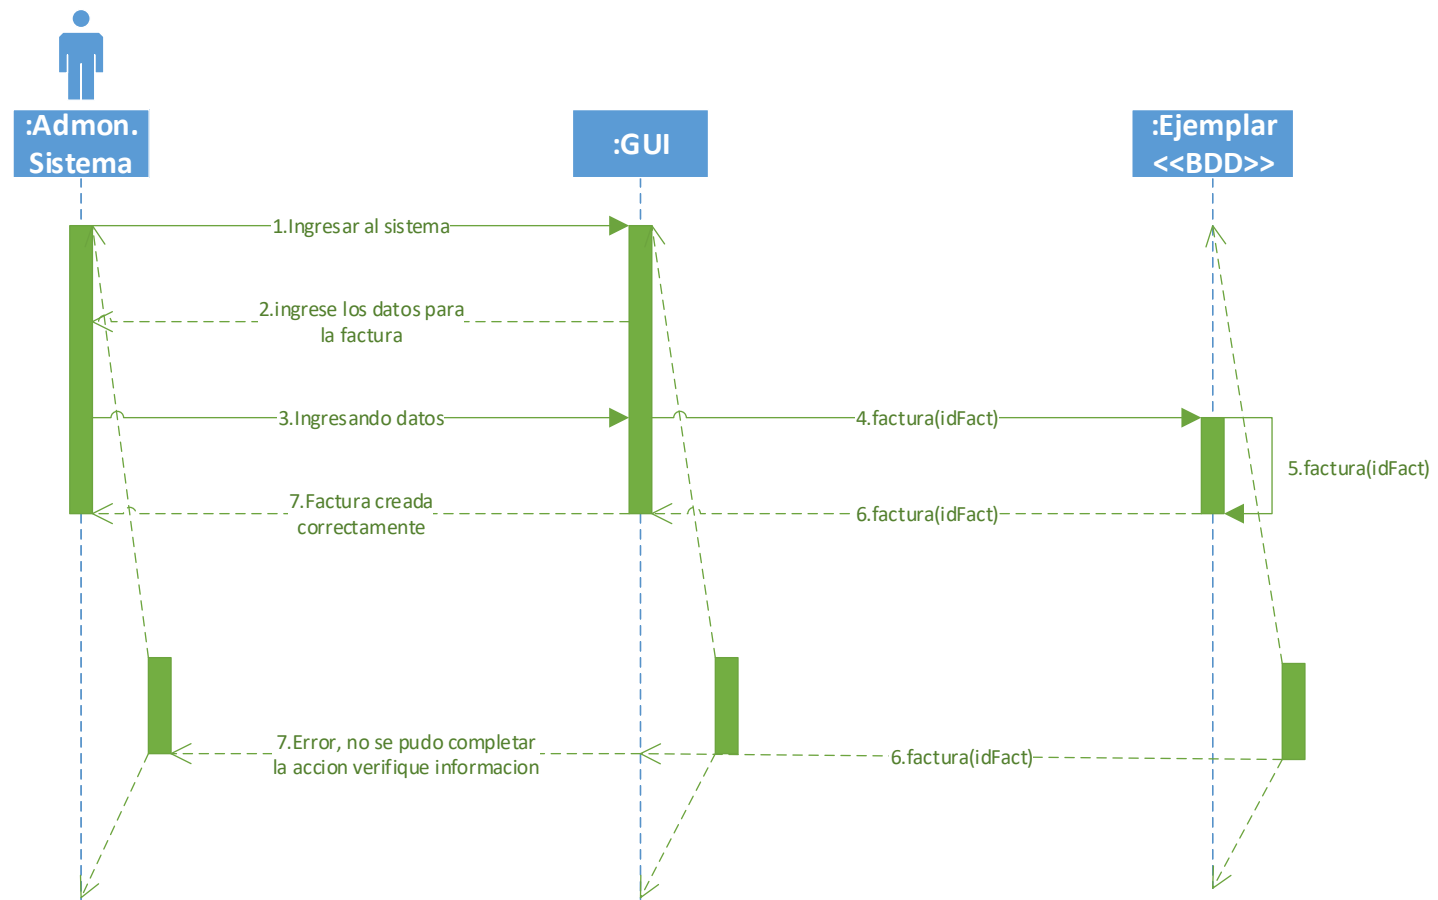 :Admon.
Sistema
:GUI
:Ejemplar
<<BDD>>
1.Ingresar al sistema
2.ingrese los datos para
la factura
3.Ingresando datos
4.factura(idFact)
5.factura(idFact)
7.Factura creada
correctamente
6.factura(idFact)
7.Error, no se pudo completar
la accion verifique informacion
6.factura(idFact)